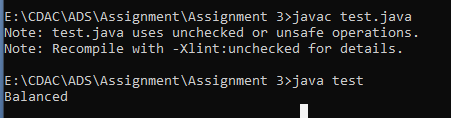 E:\CDAC\ADS\Assignment\Assignment 3>javac test.java
Note: test.java uses unchecked or unsafe operations.
Note: Recompile with -Xlint:unchecked for details.
E:\CDAC\ADS\Assignment\Assignment 3>java test
Balanced